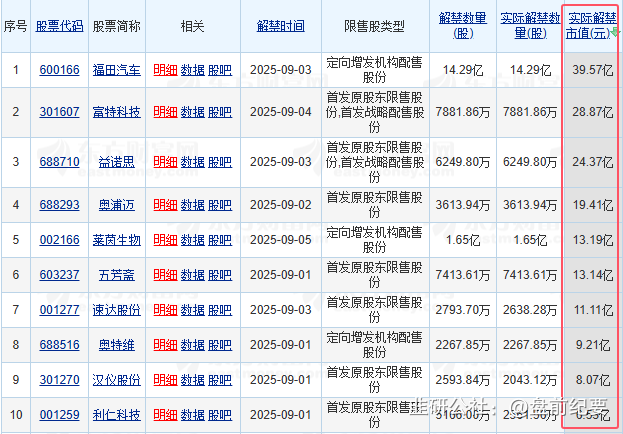 序号 股票代码 股票简称 相关 解禁时间 限售股类型 解禁数量 实际解禁数 实际解禁
(股) 量(股) 市值(元)
1 600166 福田汽车 明细 数据 股吧 2025-09-03 定向增发机构配售 14.29亿 14.29亿 39.57亿
股份
2 301607 富特科技 明细 数据 股吧 2025-09-04 首发原股东限售股 7881.86万 7881.86万 28.87亿
份,首发战略配售股
份
3 688710 益诺思 明细 数据 股吧 2025-09-03 首发原股东限售股 6249.80万 6249.80万 24.37亿
份,首发战略配售股
份
4 688293 奥浦迈 明细 数据 股吧 2025-09-02 首发原股东限售股 3613.94万 3613.94万 19.41亿
份
5 002166 莱茵生物 明细 数据 股吧 2025-09-05 定向增发机构配售 1.65亿 1.65亿 13.19亿
股份
6 603237 五芳斋 明细 数据 股吧 2025-09-01 首发原股东限售股 7413.61万 7413.61万 13.14亿
份
7 001277 速达股份 明细 数据 股吧 2025-09-03 首发原股东限售股 2793.70万 2638.28万 11.11亿
份
8 688516 奥特维 明细 数据 股吧 2025-09-01 定向增发机构配售 2267.85万 2267.85万 9.21亿
股份
9 301270 汉仪股份 明细 数据 股吧 2025-09-01 首发原股东限售股 2593.84万 2043.12万 8.07亿
份
10 001259 利仁科技 明细 数据 股吧 2025-09-01 首发原股东限售股
份
韭研公社：@盘前纪要